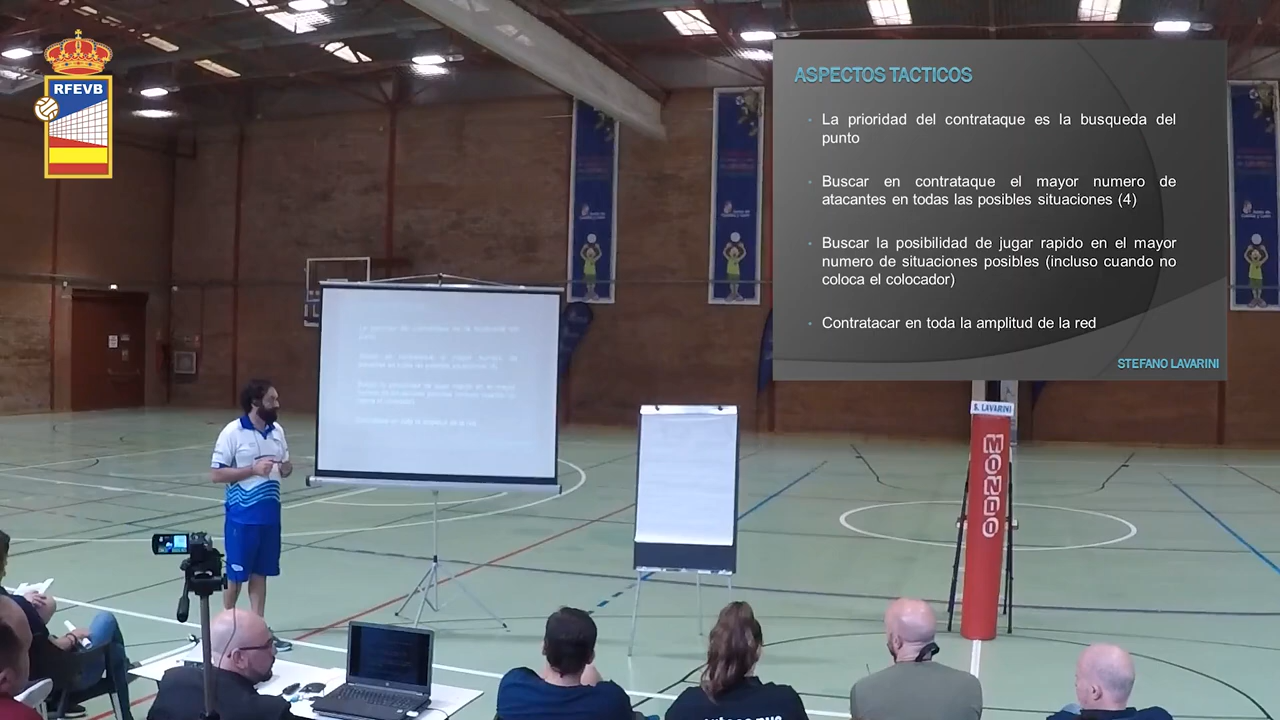 RFEVB
ASPECTOS TACTICOS
La prioridad del contrataque es la busqueda del
punto
Buscar en contrataque el mayor numero de
atacantes en todas las posibles situaciones (4)
Buscar la posibilidad de jugar rapido en el mayor
numero de situaciones posibles (incluso cuando no
coloca el colocador)
Contratacar en toda la amplitud de la red
STEFANO LAVARINI
S. LAVARINI
MONDO